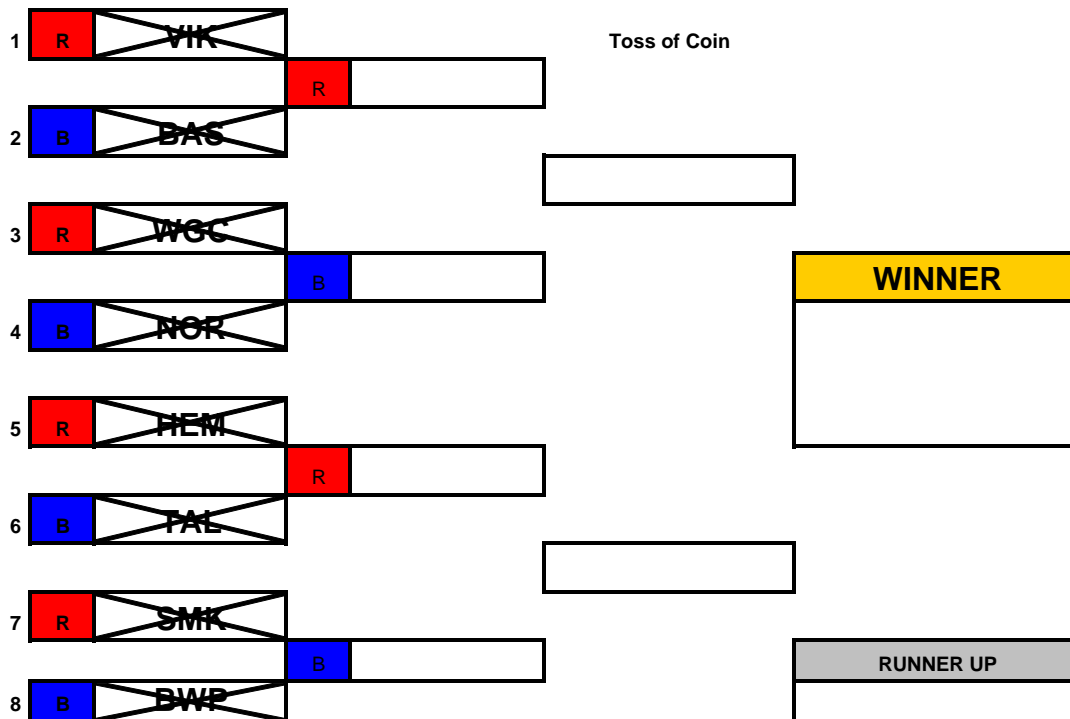 1 R VIK
Toss of Coin
R
2 B BAS
3 R WGC
B
WINNER
4 B NOR
5 R HEM
R
6 B TAL
7 R SMK
B
RUNNER UP
8 B BWP